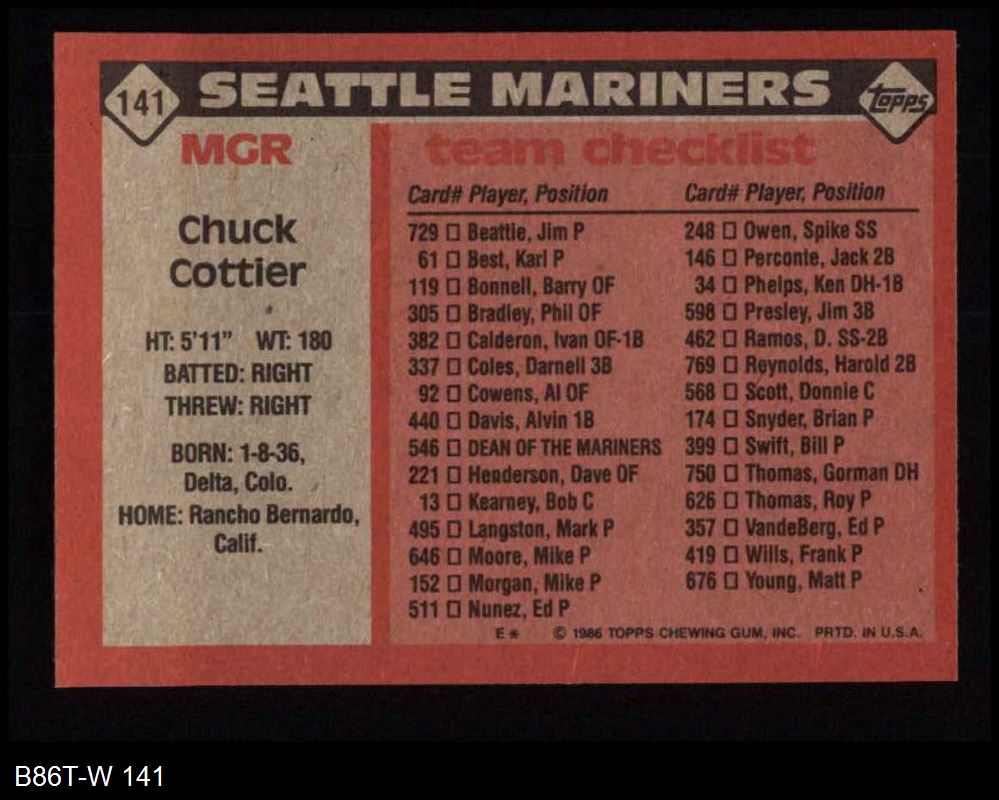 141 SEATTLE MARINERS topps
MGR
Chuck
Cottier
HT: 5'11" WT: 180
BATTED: RIGHT
THREW: RIGHT
BORN: 1-8-36,
Delta, Colo.
HOME: Rancho Bernardo,
Calif.
team checklist
Card# Player, Position
729 □ Beattie, Jim P
61 □ Best, Karl P
119 □ Bonnell, Barry OF
305 □ Bradley, Phil OF
382 □ Calderon, Ivan OF-1B
337 □ Coles, Darnell 3B
92 □ Cowens, Al OF
440 □ Davis, Alvin 1B
546 □ DEAN OF THE MARINERS
221 □ Henderson, Dave OF
13 □ Kearney, Bob C
495 □ Langston, Mark P
646 □ Moore, Mike P
152 □ Morgan, Mike P
511 □ Nunez, Ed P
Card# Player, Position
248 □ Owen, Spike SS
146 □ Perconte, Jack 2B
34 □ Phelps, Ken DH-1B
598 □ Presley, Jim 3B
462 □ Ramos, D. SS-2B
769 □ Reynolds, Harold 2B
568 □ Scott, Donnie C
174 □ Snyder, Brian P
399 □ Swift, Bill P
750 □ Thomas, Gorman DH
626 □ Thomas, Roy P
357 □ VandeBerg, Ed P
419 □ Wills, Frank P
676 □ Young, Matt P
E* © 1986 TOPPS CHEWING GUM, INC. PRTD. IN U.S.A.
B86T-W 141